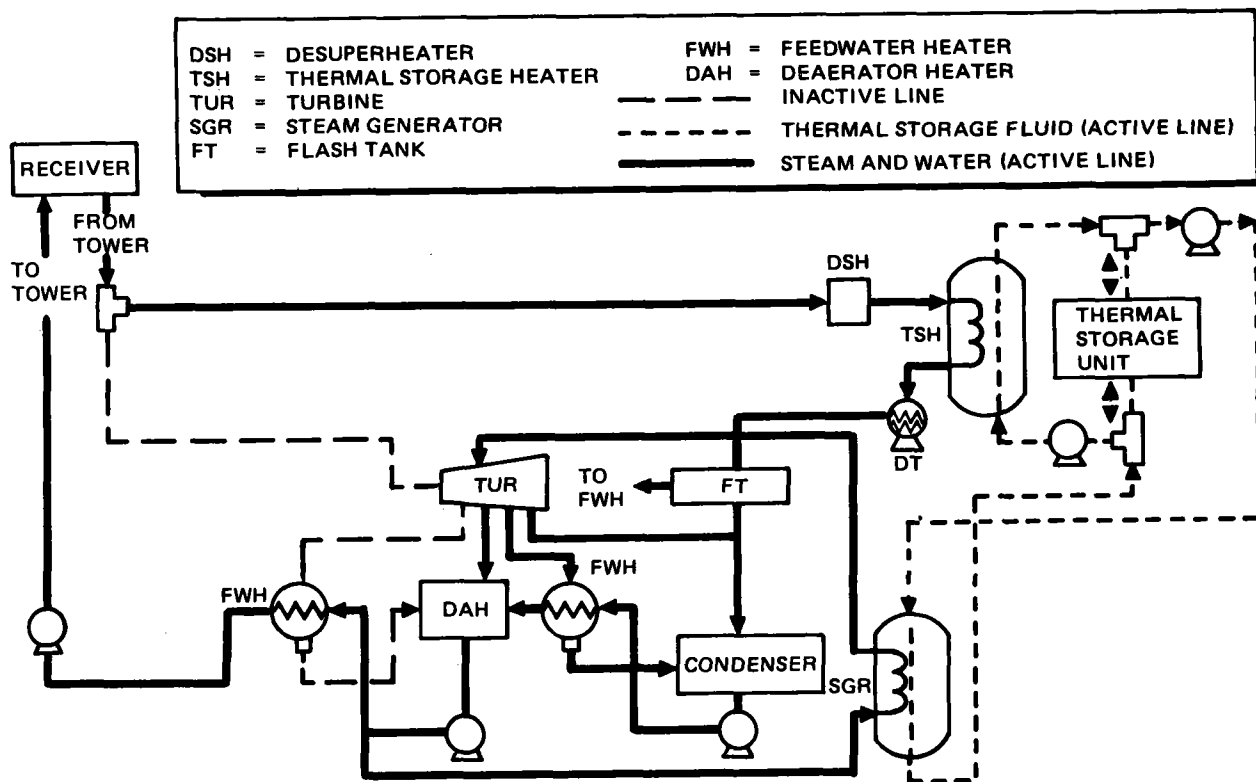 DSH = DESUPERHEATER
TSH = THERMAL STORAGE HEATER
TUR = TURBINE
SGR = STEAM GENERATOR
FT = FLASH TANK
FWH = FEEDWATER HEATER
DAH = DEAERATOR HEATER
INACTIVE LINE
THERMAL STORAGE FLUID (ACTIVE LINE)
STEAM AND WATER (ACTIVE LINE)
RECEIVER
FROM
TOWER
TO
TOWER
DSH
TSH
THERMAL
STORAGE
UNIT
DT
TUR
TO
FWH
FT
FWH
DAH
FWH
CONDENSER
SGR